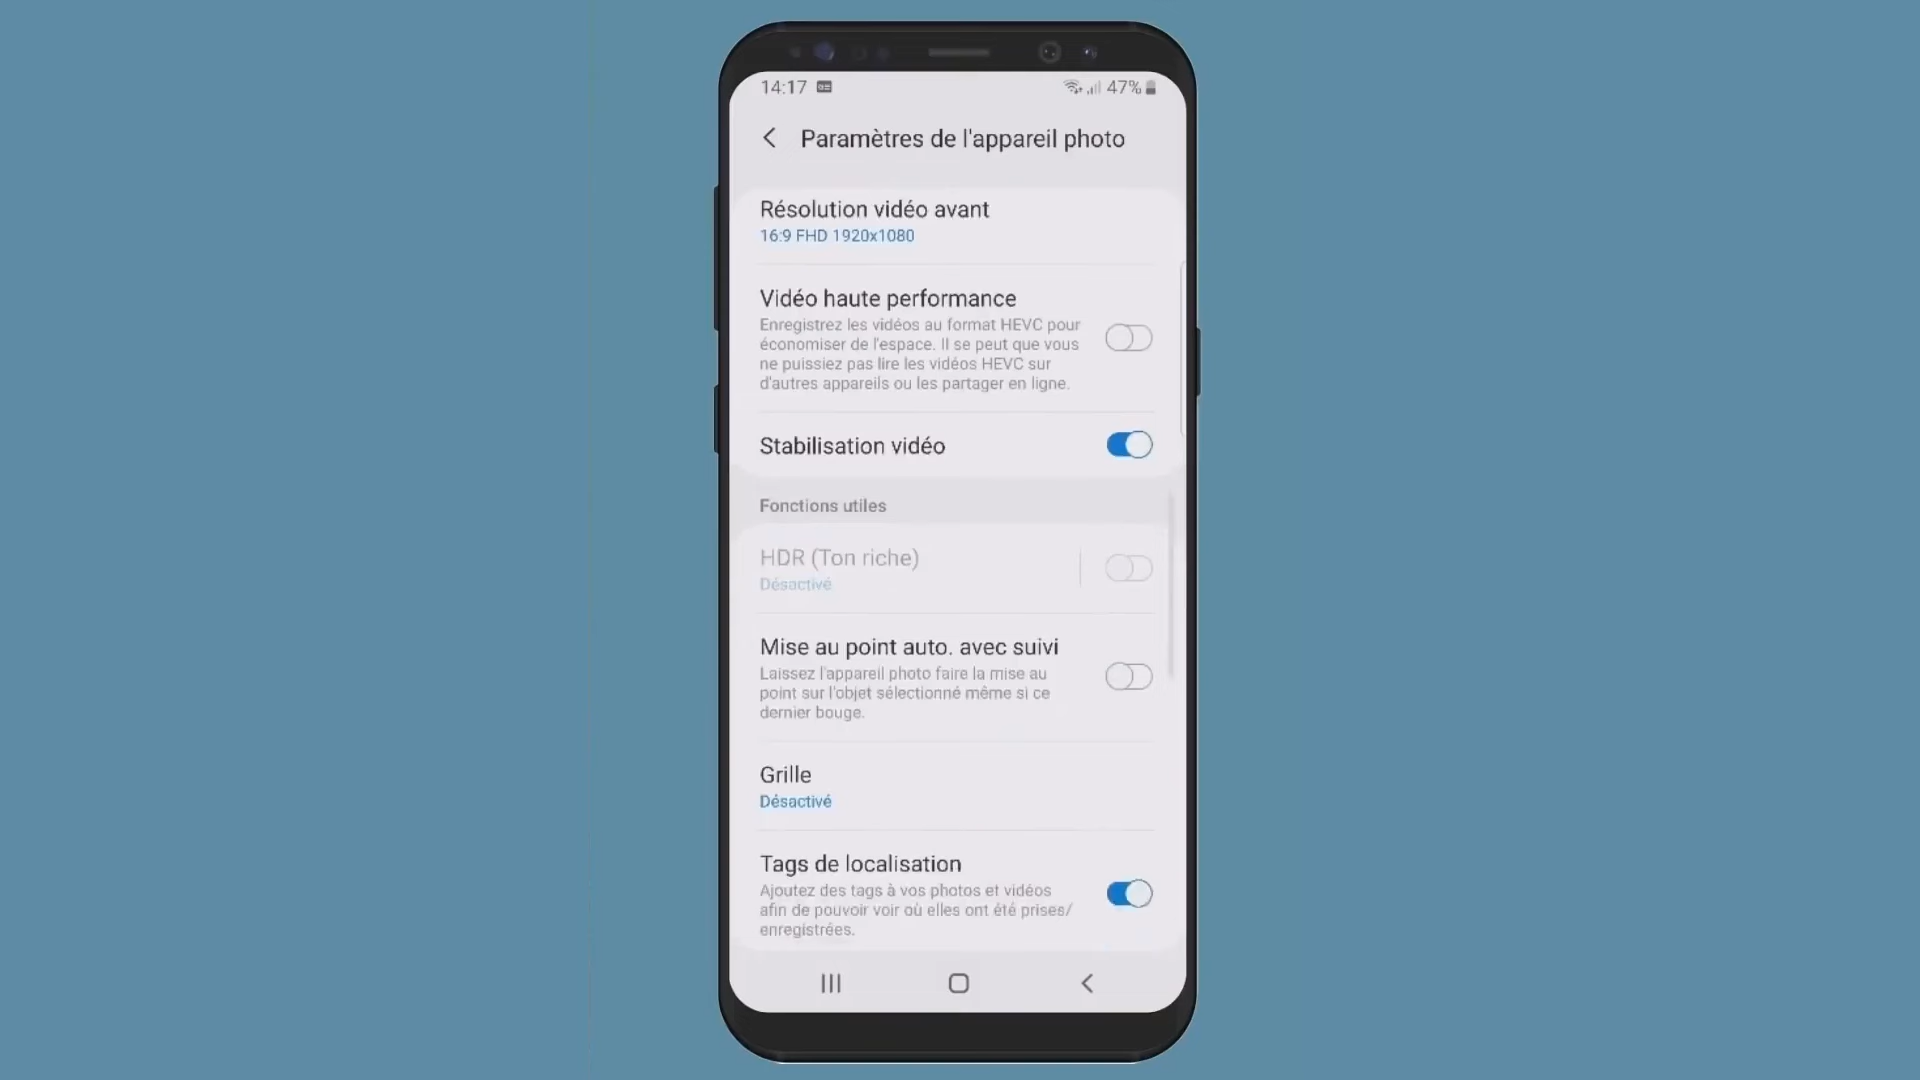 14:17
47%
Paramètres de l'appareil photo
Résolution vidéo avant
16:9 FHD 1920x1080
Vidéo haute performance
Enregistrez les vidéos au format HEVC pour
économiser de l'espace. Il se peut que vous
ne puissiez pas lire les vidéos HEVC sur
d'autres appareils ou les partager en ligne.
Stabilisation vidéo
Fonctions utiles
HDR (Ton riche)
Désactivé
Mise au point auto. avec suivi
Laissez l'appareil photo faire la mise au
point sur l'objet sélectionné même si ce
dernier bouge.
Grille
Désactivé
Tags de localisation
Ajoutez des tags à vos photos et vidéos
afin de pouvoir voir où elles ont été prises/
enregistrées.